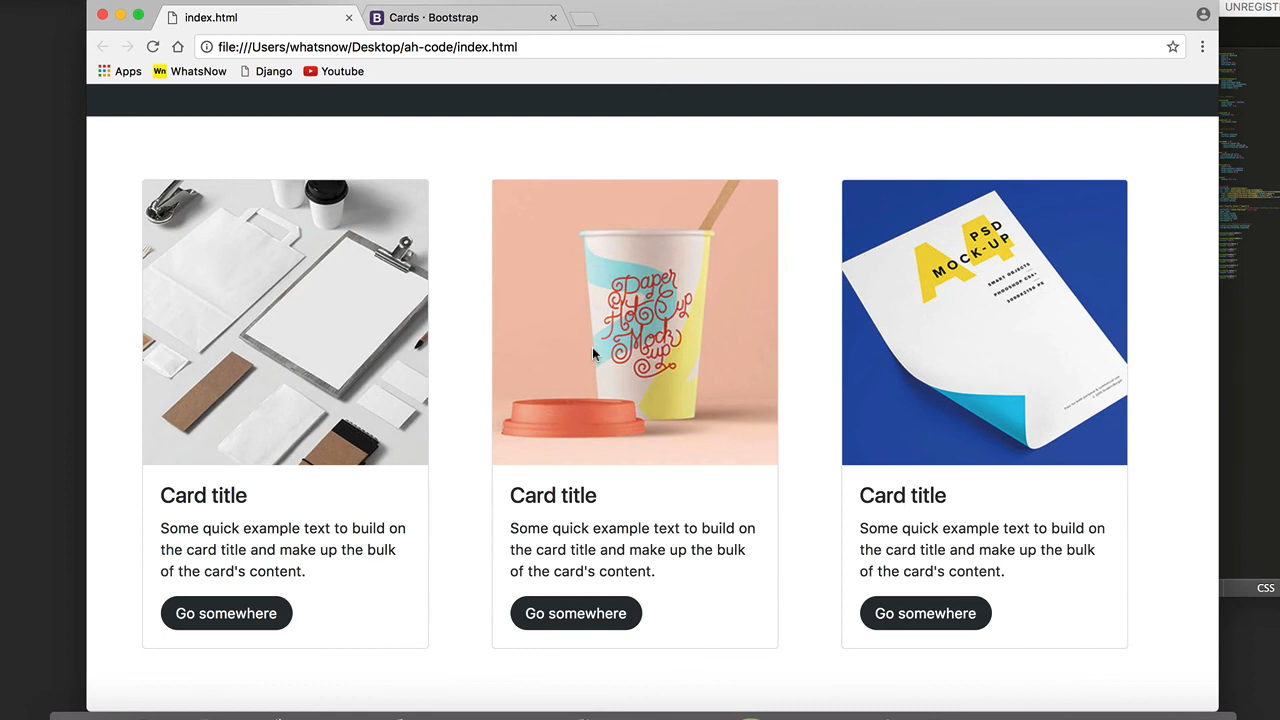 UNREGIST
index.html
B Cards · Bootstrap
file:///Users/whatsnow/Desktop/ah-code/index.html
Apps Wn WhatsNow Django Youtube
Paper
Hot Cup
Mock
up
A4 PSD
MOCK-UP
SMART OBJECTS
Card title
Some quick example text to build on
the card title and make up the bulk
of the card's content.
Go somewhere
Card title
Some quick example text to build on
the card title and make up the bulk
of the card's content.
Go somewhere
Card title
Some quick example text to build on
the card title and make up the bulk
of the card's content.
Go somewhere
CSS